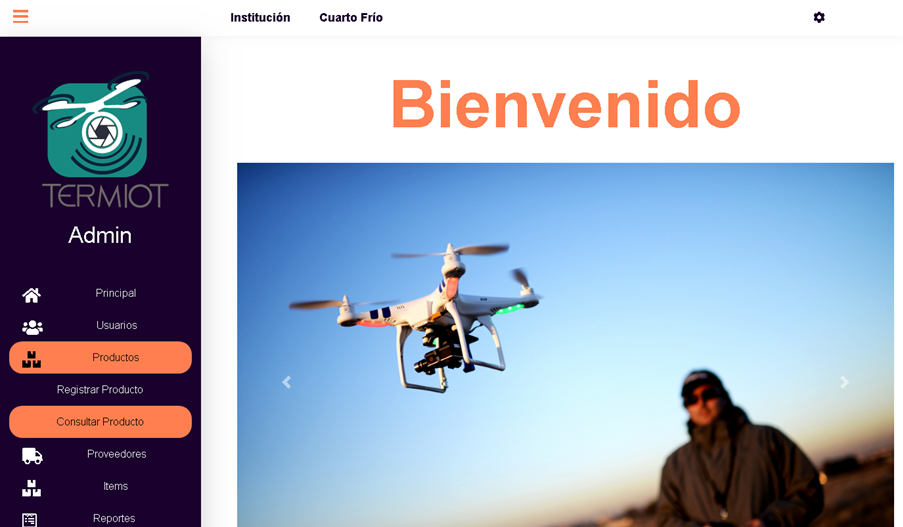 Institución
Cuarto Frío
Bienvenido
TERMIOT
Admin
Principal
Usuarios
Productos
Registrar Producto
Consultar Producto
Proveedores
Items
Reportes